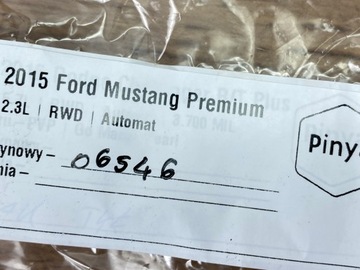 2015 Ford Mustang Premium
2.3L | RWD | Automat
ynowy – 06546
nia –
Piny